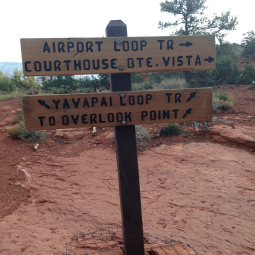 AIRPORT LOOP TR →
COURTHOUSE, BTE. VISTA →
↖ YAVAPAI LOOP TR ↗
TO OVERLOOK POINT ↗